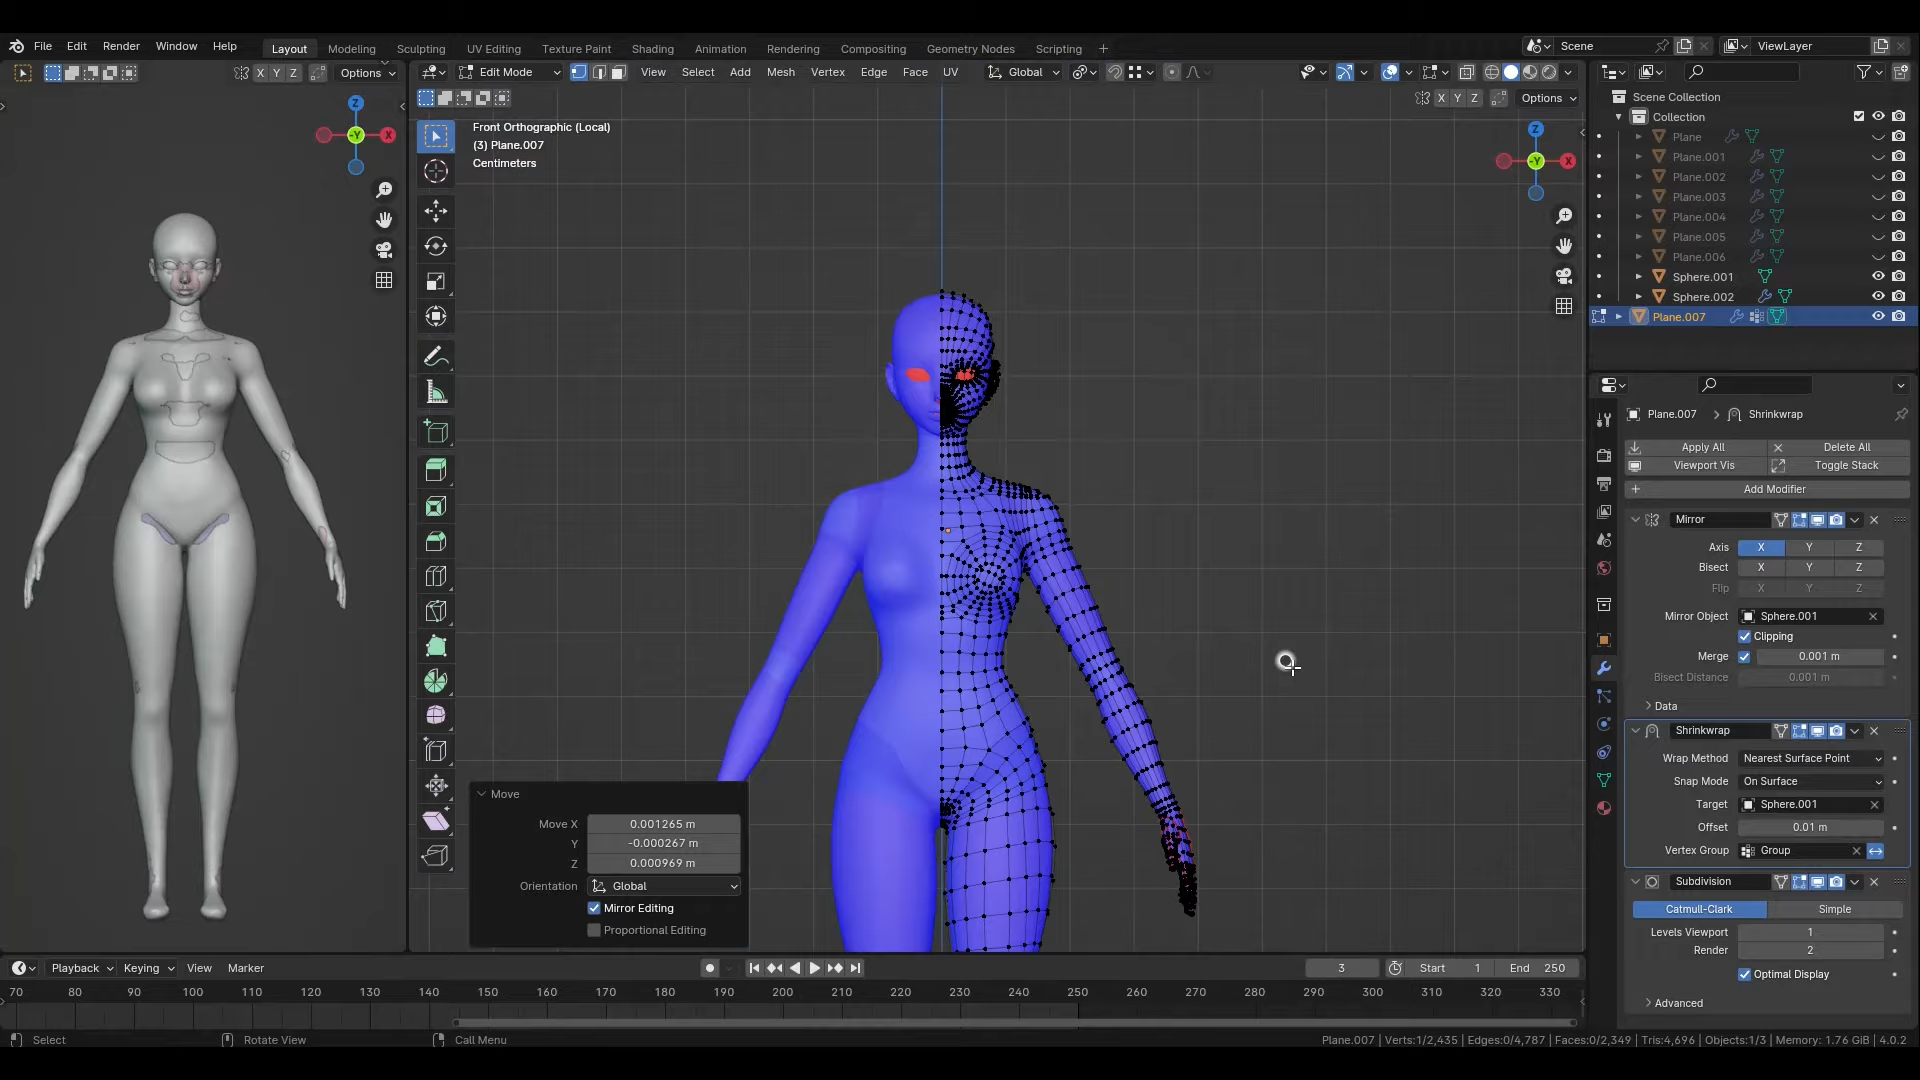 File Edit Render Window Help Layout Modeling Sculpting UV Editing Texture Paint Shading Animation Rendering Compositing Geometry Nodes Scripting + Scene ViewLayer
X Y Z Options Edit Mode View Select Add Mesh Vertex Edge Face UV Global
X Y Z Options
Front Orthographic (Local)
(3) Plane.007
Centimeters
Z
-Y
X
Z
-Y
X
Scene Collection
Collection
Plane
Plane.001
Plane.002
Plane.003
Plane.004
Plane.005
Plane.006
Sphere.001
Sphere.002
Plane.007
Plane.007 > Shrinkwrap
Apply All Delete All
Viewport Vis Toggle Stack
Add Modifier
Mirror
Axis X Y Z
Bisect X Y Z
Flip X Y Z
Mirror Object Sphere.001
Clipping
Merge 0.001 m
Bisect Distance 0.001 m
Data
Shrinkwrap
Wrap Method Nearest Surface Point
Snap Mode On Surface
Target Sphere.001
Offset 0.01 m
Vertex Group Group
Subdivision
Catmull-Clark Simple
Levels Viewport 1
Render 2
Optimal Display
Advanced
Move
Move X 0.001265 m
Y -0.000267 m
Z 0.000969 m
Orientation Global
Mirror Editing
Proportional Editing
Playback Keying View Marker 3 Start 1 End 250
70 80 90 100 110 120 130 140 150 160 170 180 190 200 210 220 230 240 250 260 270 280 290 300 310 320 330
Select Rotate View Call Menu Plane.007 | Verts:1/2,435 | Edges:0/4,787 | Faces:0/2,349 | Tris:4,696 | Objects:1/3 | Memory: 1.76 GiB | 4.0.2